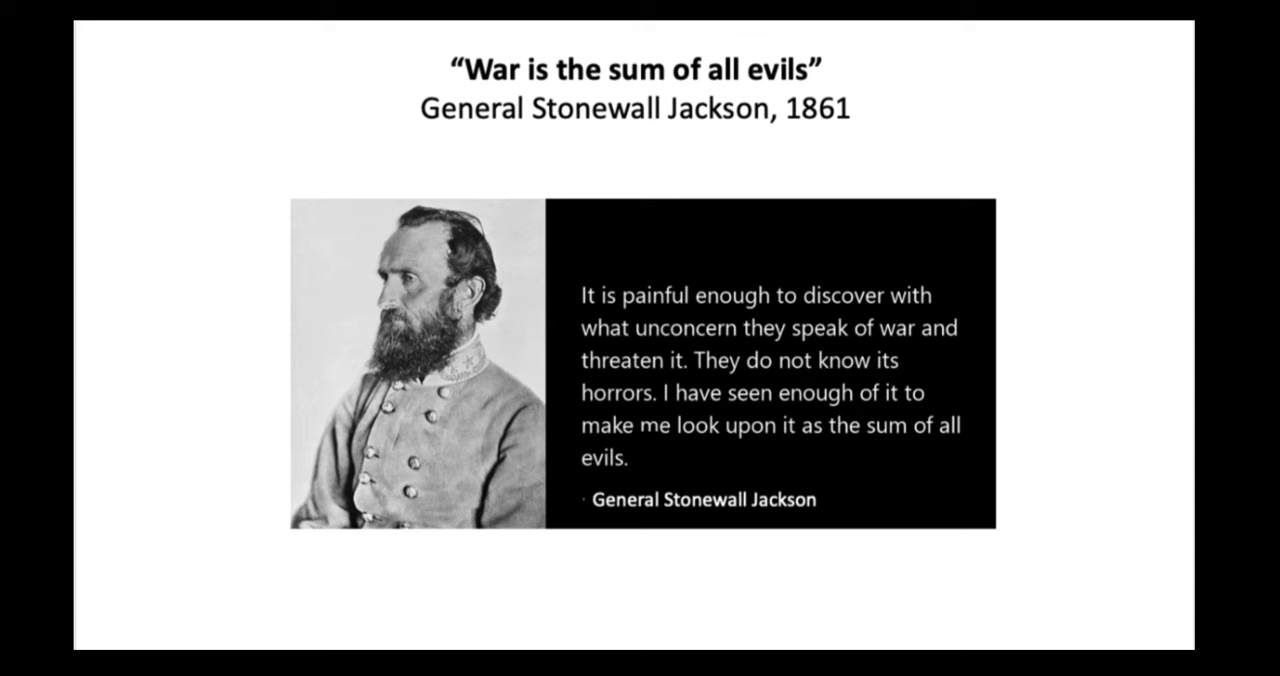 “War is the sum of all evils”
General Stonewall Jackson, 1861
It is painful enough to discover with
what unconcern they speak of war and
threaten it. They do not know its
horrors. I have seen enough of it to
make me look upon it as the sum of all
evils.
· General Stonewall Jackson